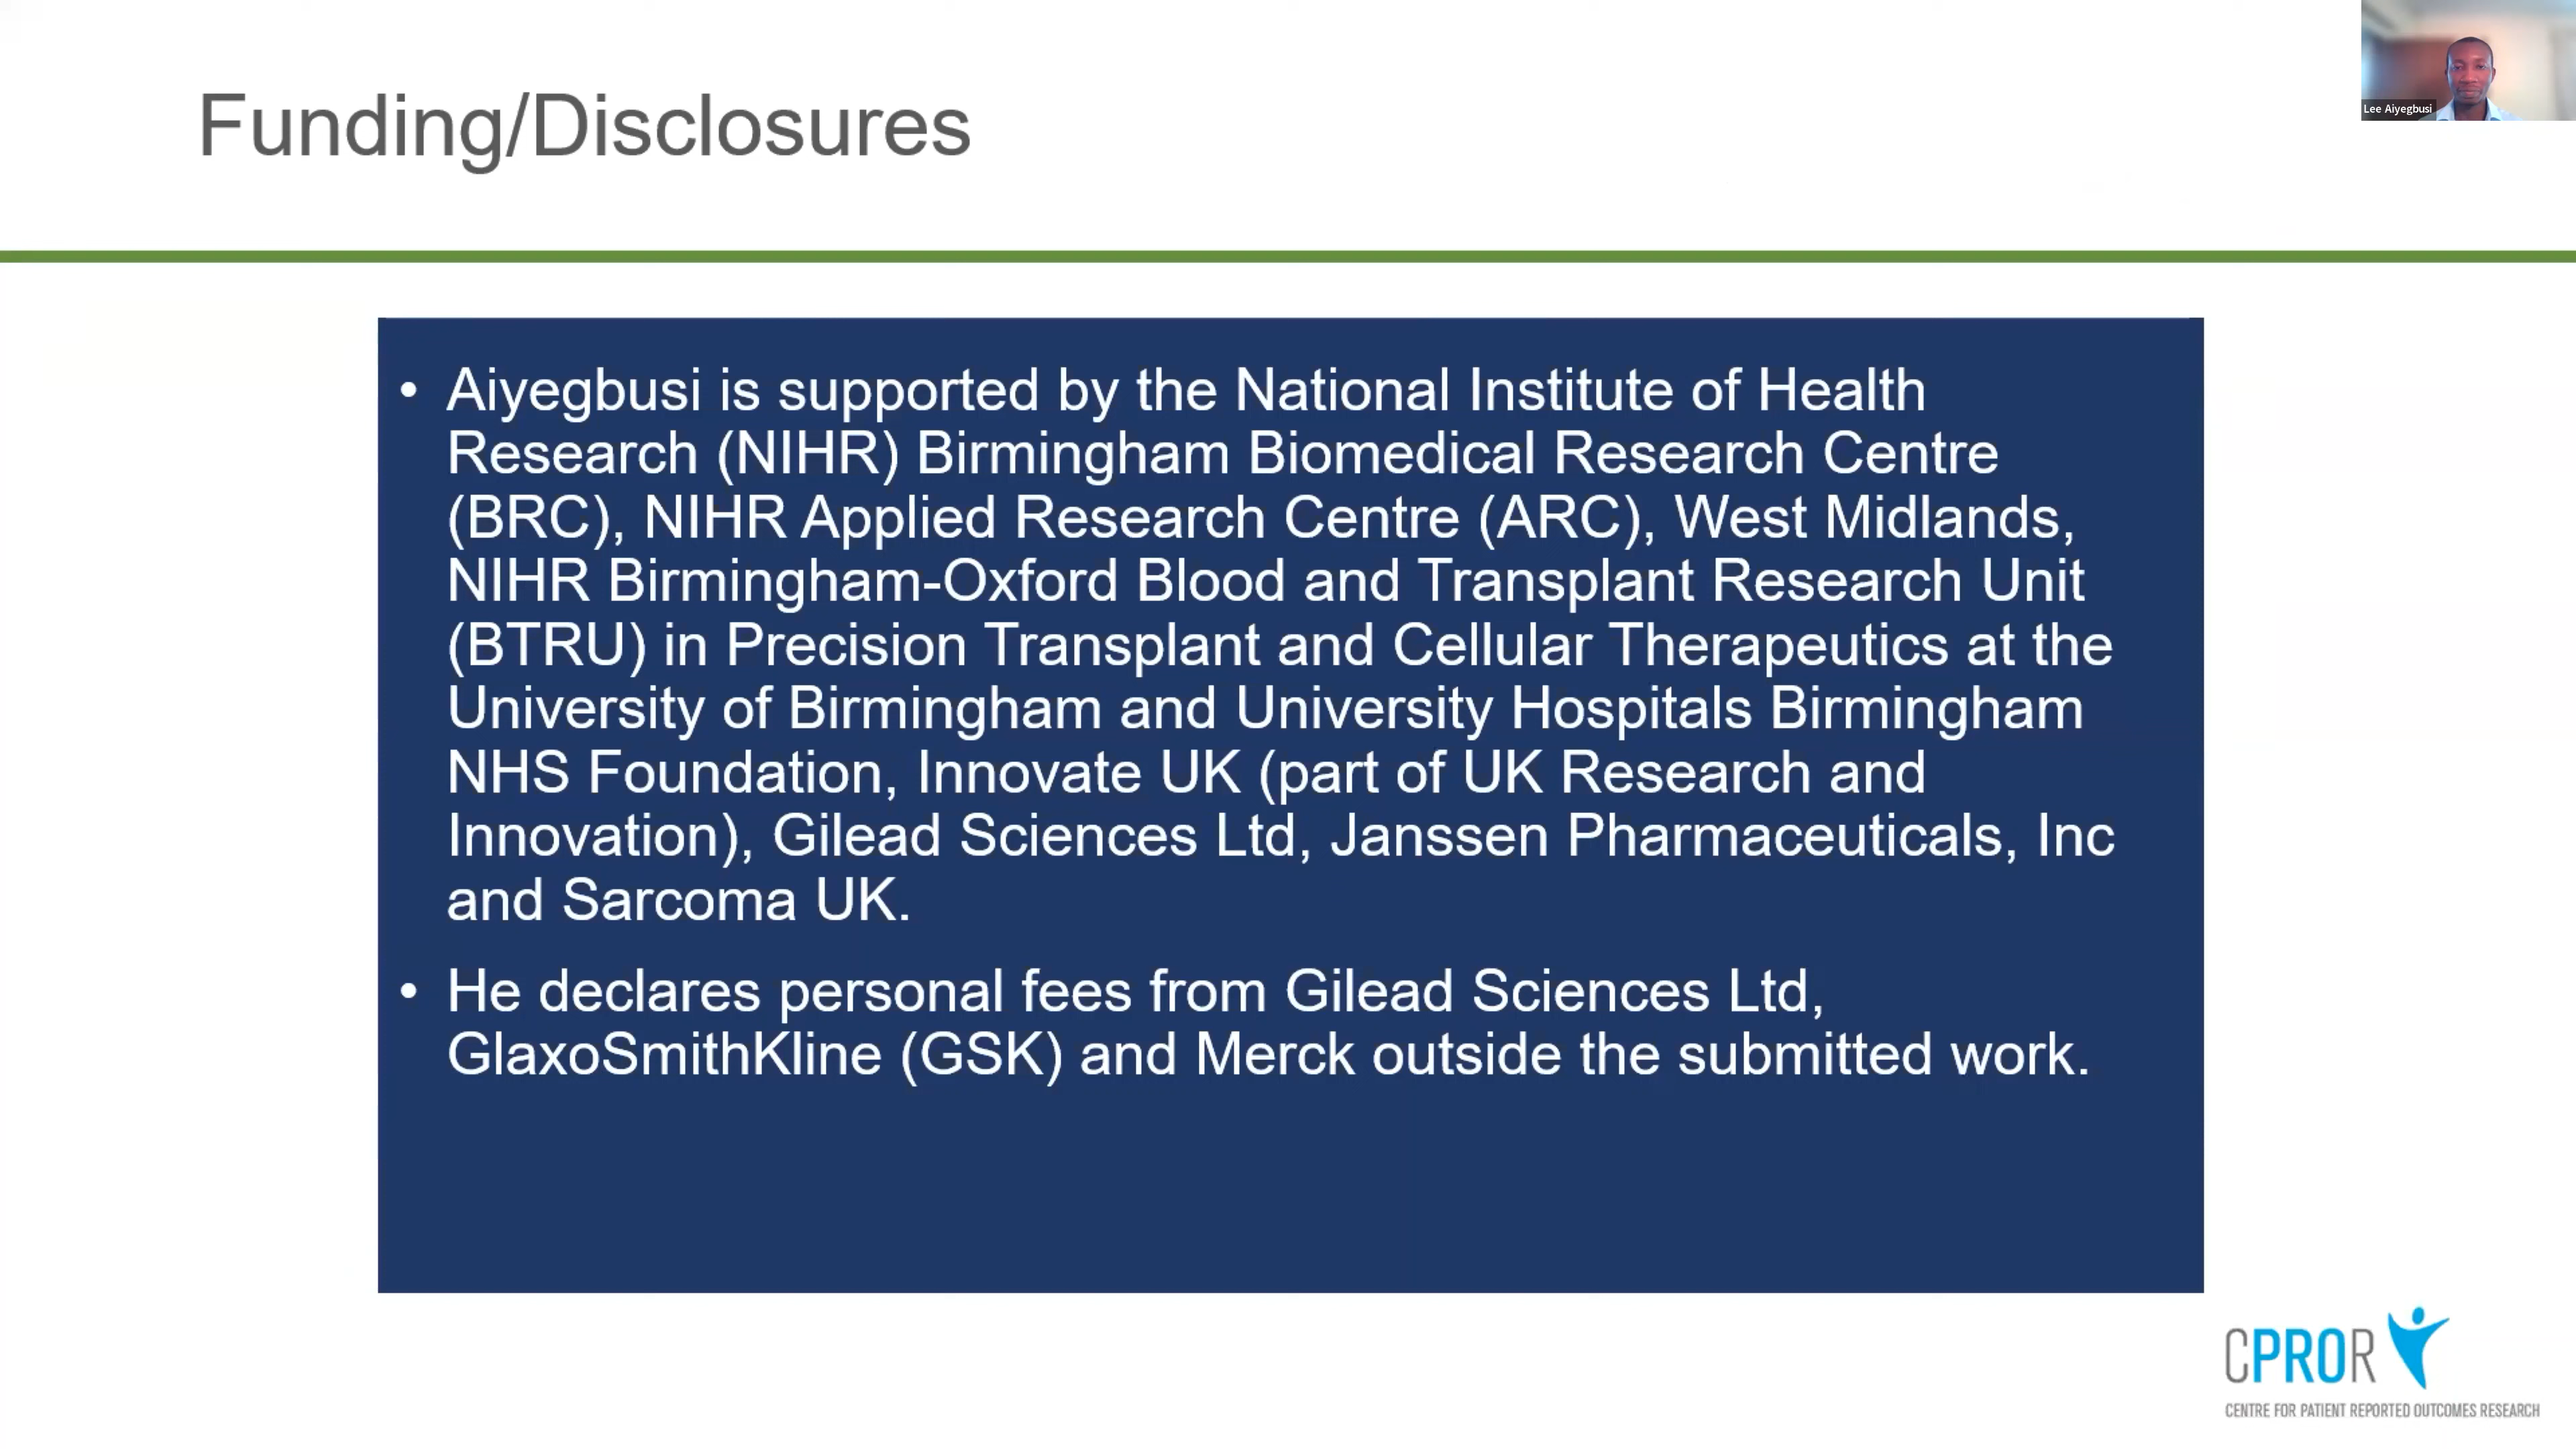 Funding/Disclosures
Lee Aiyegbusi
• Aiyegbusi is supported by the National Institute of Health
Research (NIHR) Birmingham Biomedical Research Centre
(BRC), NIHR Applied Research Centre (ARC), West Midlands,
NIHR Birmingham-Oxford Blood and Transplant Research Unit
(BTRU) in Precision Transplant and Cellular Therapeutics at the
University of Birmingham and University Hospitals Birmingham
NHS Foundation, Innovate UK (part of UK Research and
Innovation), Gilead Sciences Ltd, Janssen Pharmaceuticals, Inc
and Sarcoma UK.
• He declares personal fees from Gilead Sciences Ltd,
GlaxoSmithKline (GSK) and Merck outside the submitted work.
CPROR
CENTRE FOR PATIENT REPORTED OUTCOMES RESEARCH